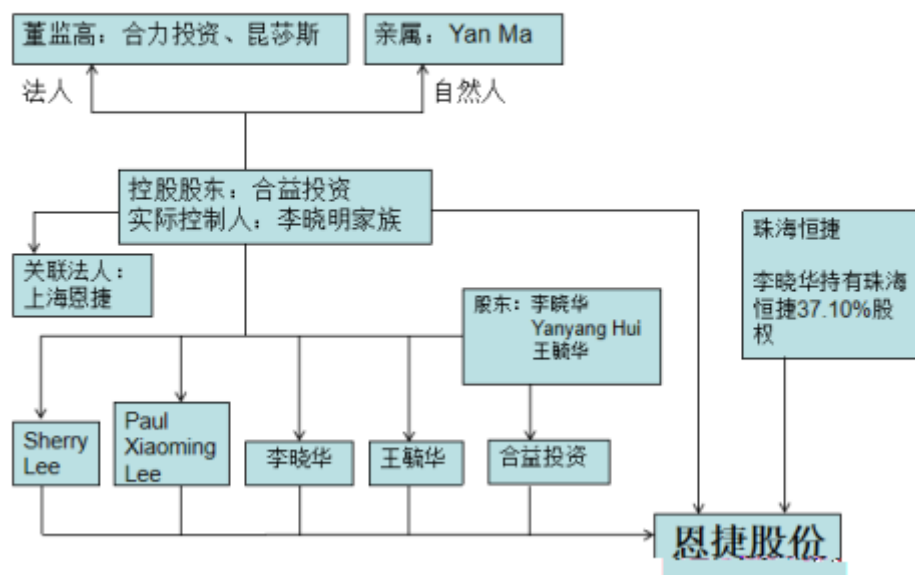 董监高：合力投资、昆莎斯
亲属：Yan Ma
法人
自然人
控股股东：合益投资
实际控制人：李晓明家族
关联法人：
上海恩捷
珠海恒捷
李晓华持有珠海
恒捷37.10%股
权
股东：李晓华
Yanyang Hui
王毓华
Sherry
Lee
Paul
Xiaoming
Lee
李晓华
王毓华
合益投资
恩捷股份